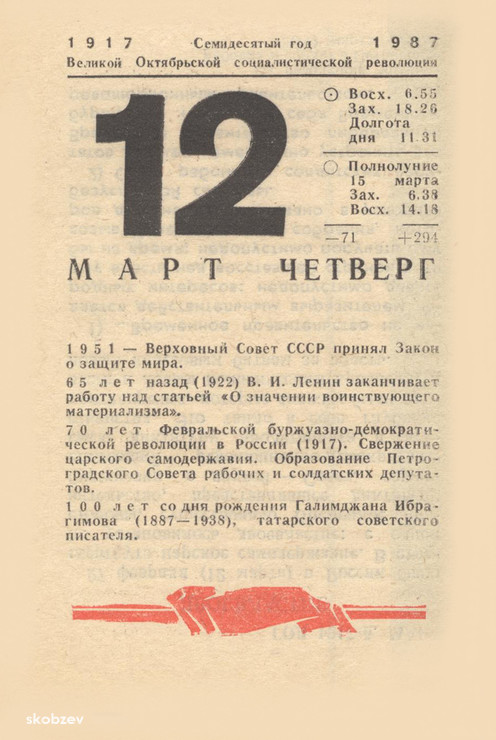 1917 Семидесятый год 1987
Великой Октябрьской социалистической революции
12
Восх. 6.55
Зах. 18.26
Долгота
дня 11.31
Полнолуние
15 марта
Зах. 6.38
Восх. 14.18
—71 +294
МАРТ ЧЕТВЕРГ
1951 — Верховный Совет СССР принял Закон
о защите мира.
65 лет назад (1922) В. И. Ленин заканчивает
работу над статьей «О значении воинствующего
материализма».
70 лет Февральской буржуазно-демократи-
ческой революции в России (1917). Свержение
царского самодержавия. Образование Петро-
градского Совета рабочих и солдатских депута-
тов.
100 лет со дня рождения Галимджана Ибра-
гимова (1887—1938), татарского советского
писателя.
skobzev